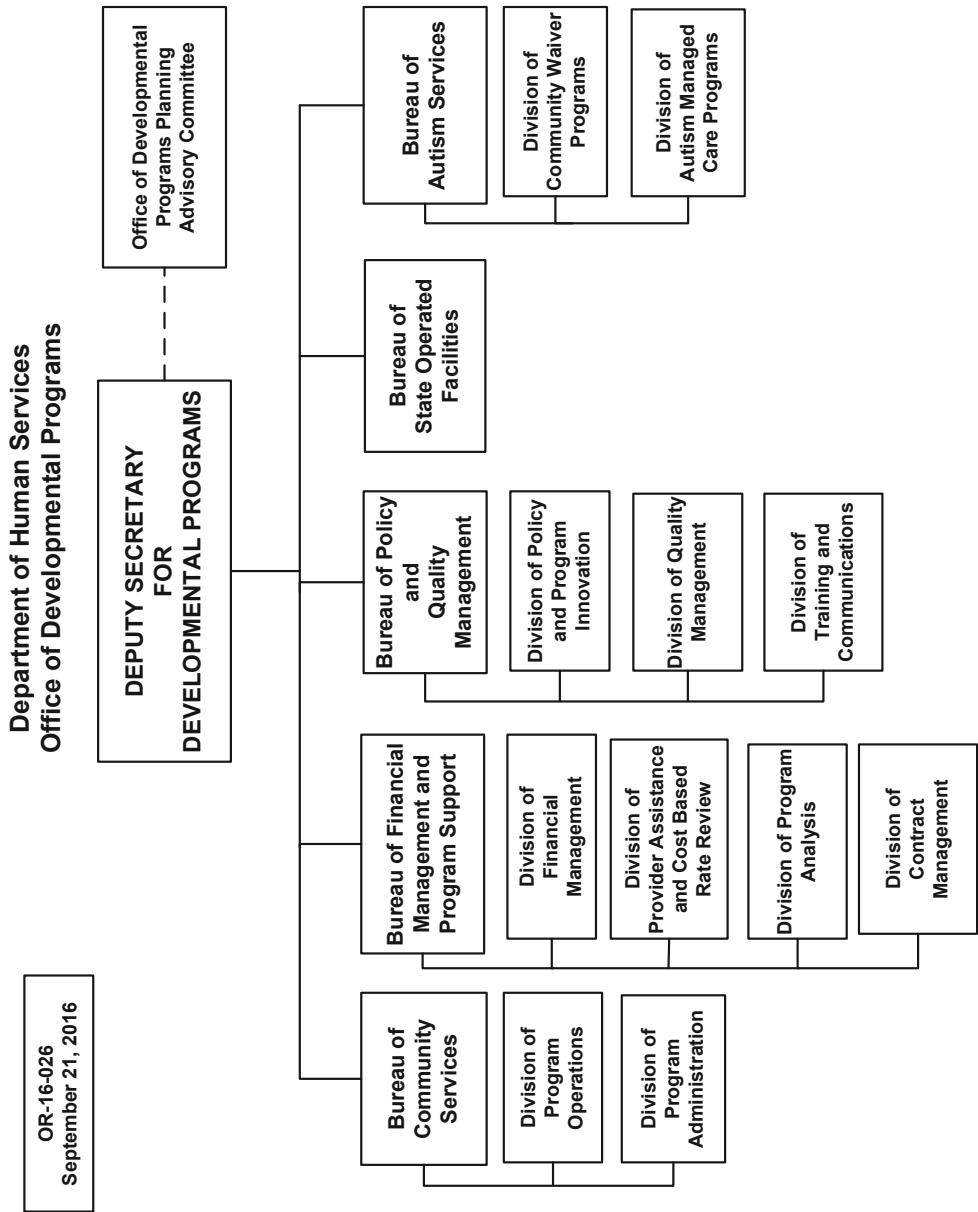 OR-16-026
September 21, 2016
Department of Human Services
Office of Developmental Programs
DEPUTY SECRETARY
FOR
DEVELOPMENTAL PROGRAMS
Office of Developmental
Programs Planning
Advisory Committee
Bureau of
Community
Services
Division of
Program
Operations
Division of
Program
Administration
Bureau of Financial
Management and
Program Support
Division of
Financial
Management
Division of
Provider Assistance
and Cost Based
Rate Review
Division of Program
Analysis
Division of
Contract
Management
Bureau of Policy
and
Quality
Management
Division of Policy
and Program
Innovation
Division of Quality
Management
Division of
Training and
Communications
Bureau of
State Operated
Facilities
Bureau of
Autism Services
Division of
Community Waiver
Programs
Division of
Autism Managed
Care Programs